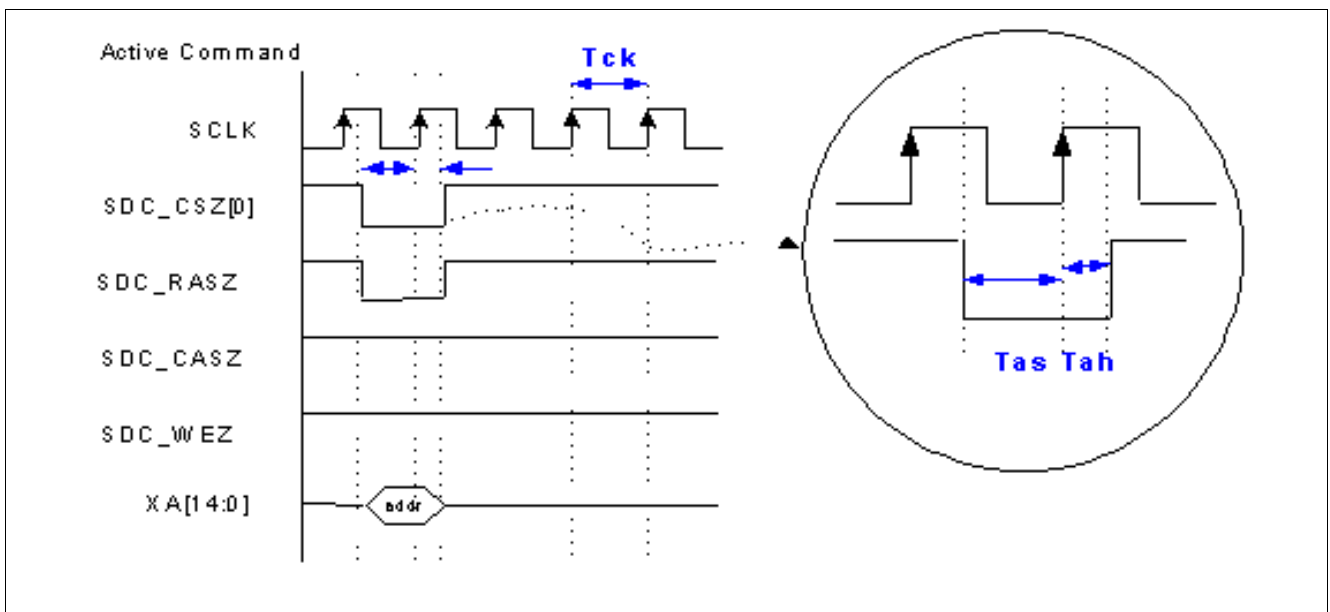 Active Command
Tck
SCLK
SDC_CSZ[0]
SDC_RASZ
SDC_CASZ
SDC_WEZ
XA[14:0]
addr
Tas Tah